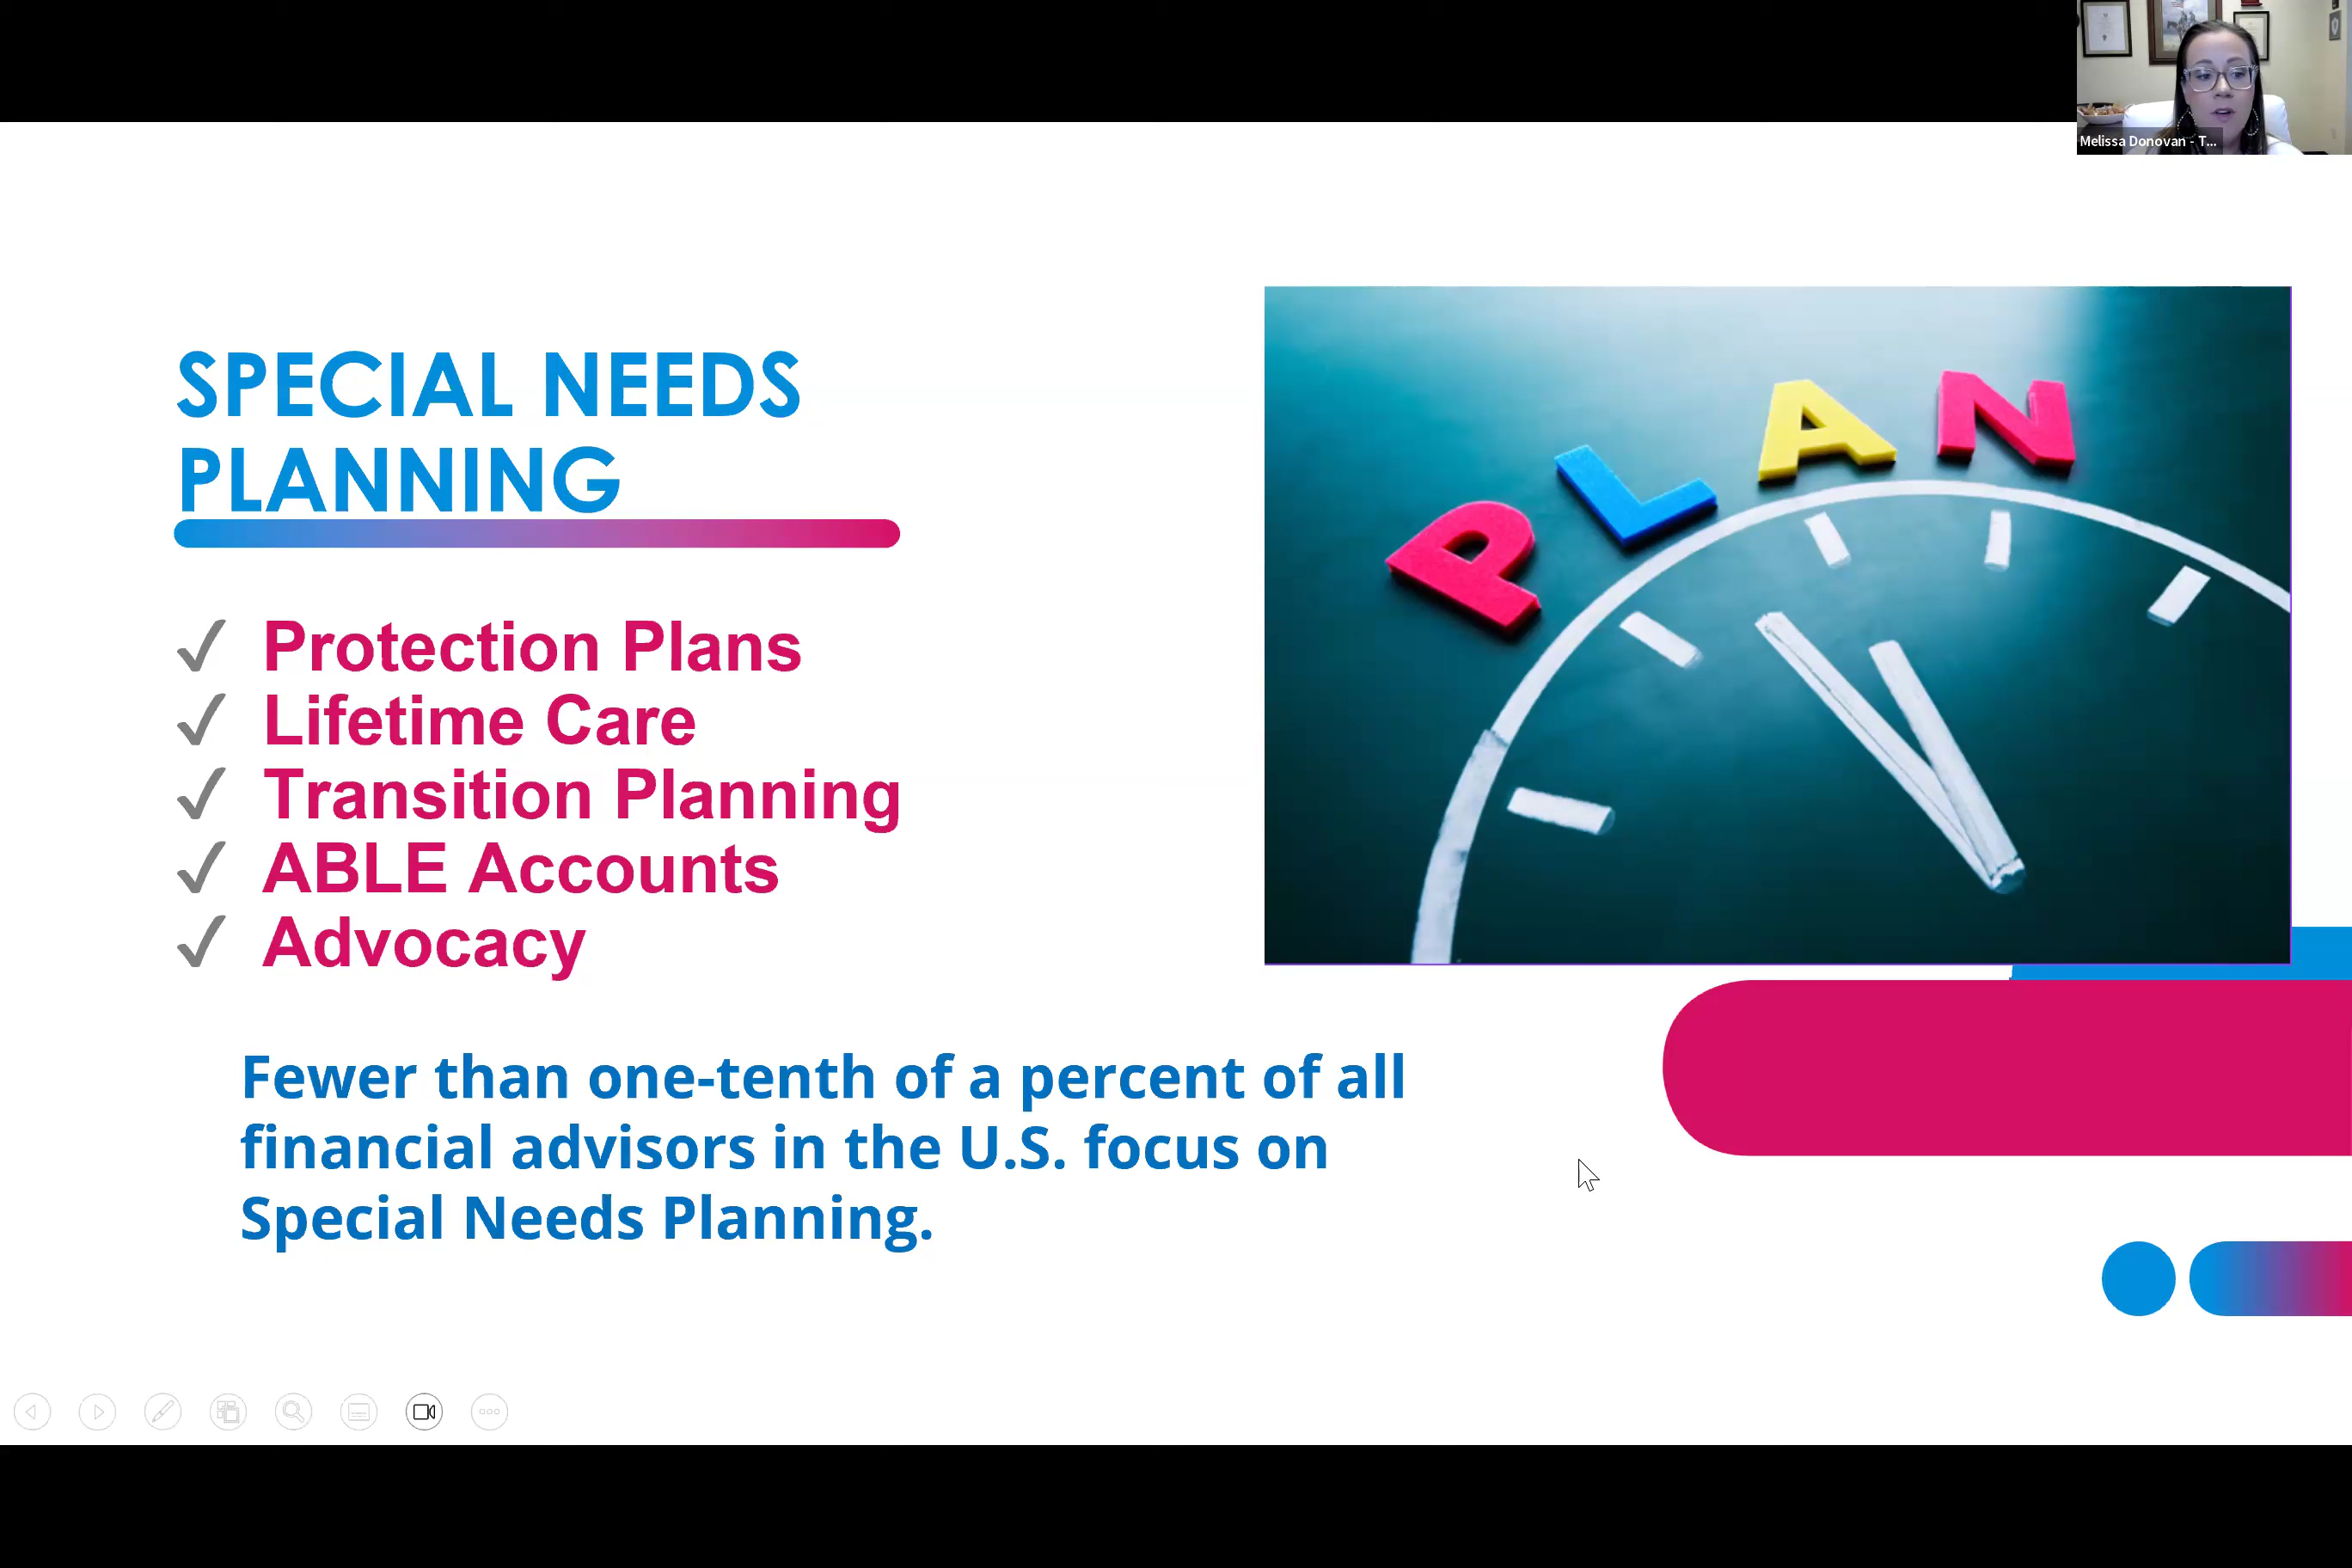 Melissa Donovan - T...
SPECIAL NEEDS
PLANNING
PLAN
Protection Plans
Lifetime Care
Transition Planning
ABLE Accounts
Advocacy
Fewer than one-tenth of a percent of all
financial advisors in the U.S. focus on
Special Needs Planning.